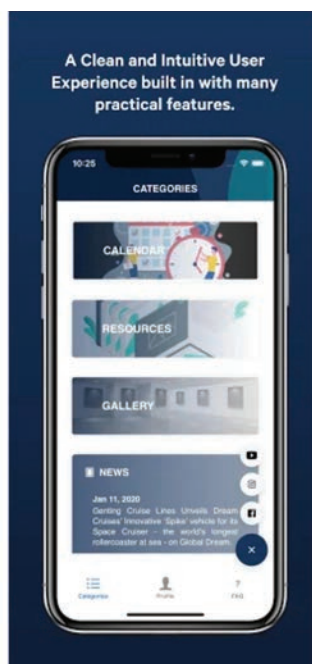 A Clean and Intuitive User
Experience built in with many
practical features.
10:25
CATEGORIES
CALENDAR
RESOURCES
GALLERY
NEWS
Jan 11, 2020
Genting Cruise Lines Unveils Dream
Cruises' Innovative 'Spike' vehicle for its
Space Cruiser - the world's longest
rollercoaster at sea - on Global Dream.
Categories
Profile
?
FAQ